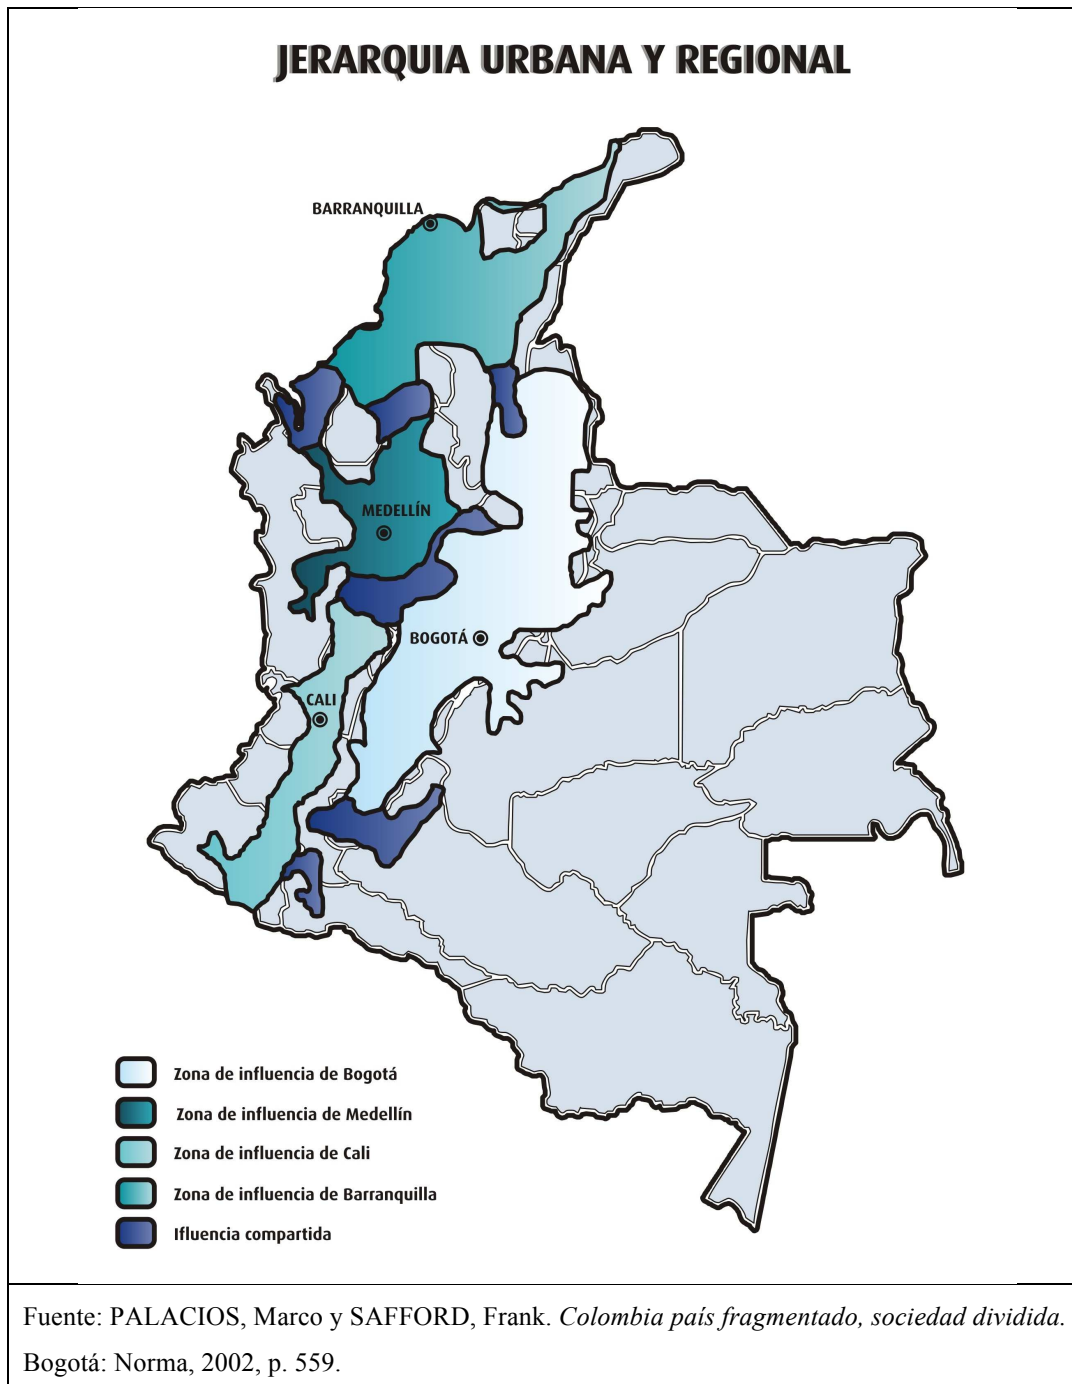 JERARQUIA URBANA Y REGIONAL
BARRANQUILLA
MEDELLÍN
BOGOTÁ
CALI
Zona de influencia de Bogotá
Zona de influencia de Medellín
Zona de influencia de Cali
Zona de influencia de Barranquilla
Ifluencia compartida
Fuente: PALACIOS, Marco y SAFFORD, Frank. Colombia país fragmentado, sociedad dividida.
Bogotá: Norma, 2002, p. 559.